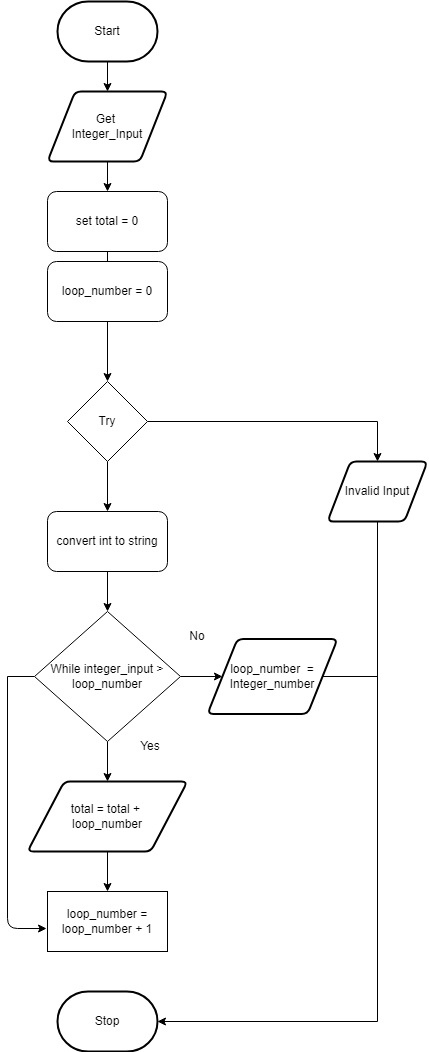 Start
Get
Integer_Input
set total = 0
loop_number = 0
Try
Invalid Input
convert int to string
While integer_input >
loop_number
No
loop_number =
Integer_number
Yes
total = total +
loop_number
loop_number =
loop_number + 1
Stop